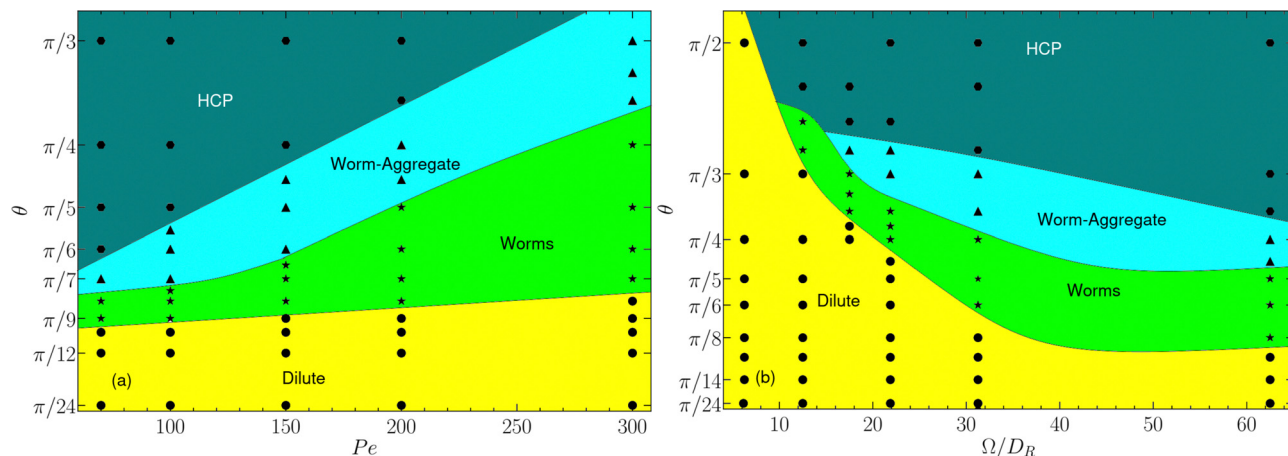 π/3
π/4
π/5
π/6
π/7
π/9
π/12
π/24
θ
HCP
Worm-Aggregate
Worms
Dilute
(a)
100
150
200
250
300
Pe
π/2
π/3
π/4
π/5
π/6
π/8
π/14
π/24
θ
HCP
Worm-Aggregate
Worms
Dilute
(b)
10
20
30
40
50
60
Ω/D_R